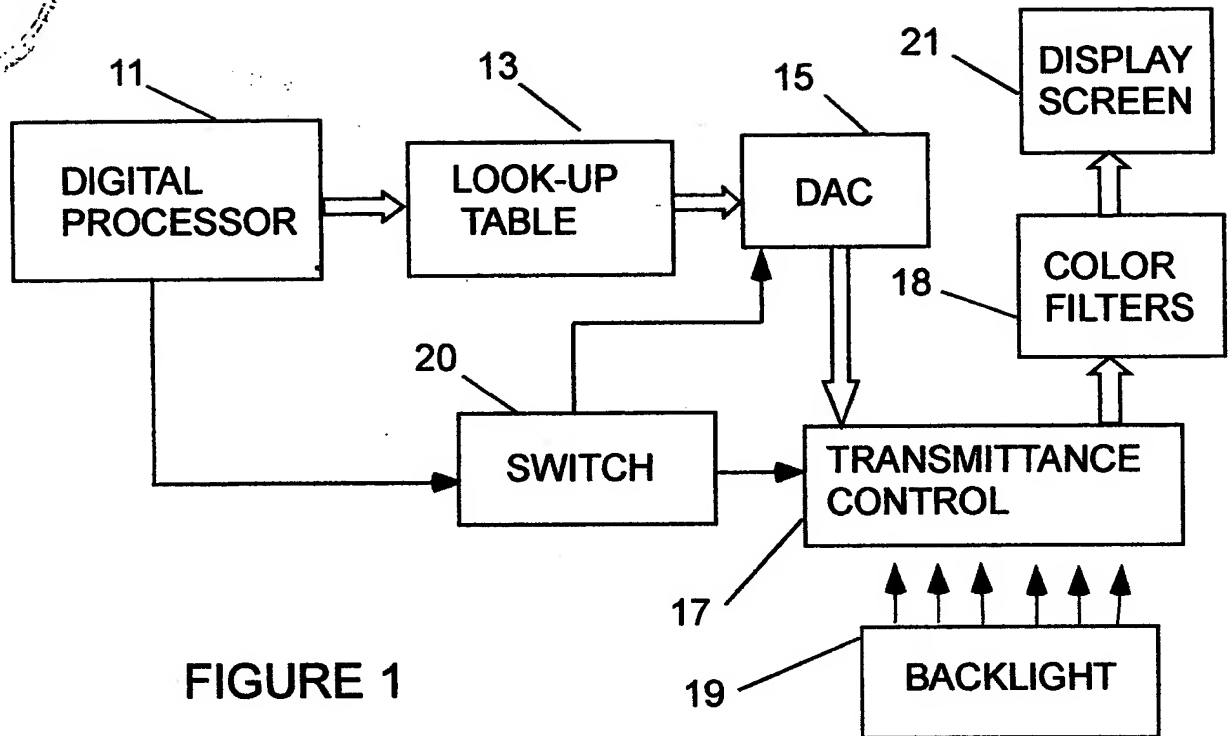 21
DISPLAY
SCREEN
11
13
15
DIGITAL
PROCESSOR
LOOK-UP
TABLE
DAC
18
COLOR
FILTERS
20
SWITCH
TRANSMITTANCE
CONTROL
17
19
BACKLIGHT
FIGURE 1